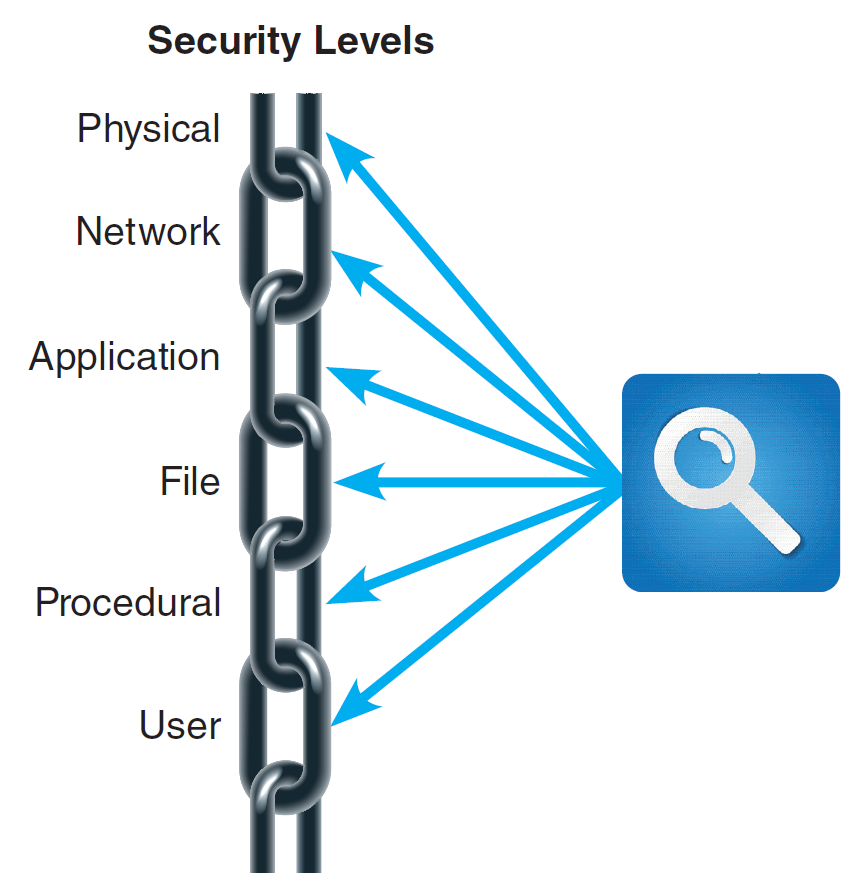 Security Levels
Physical
Network
Application
File
Procedural
User